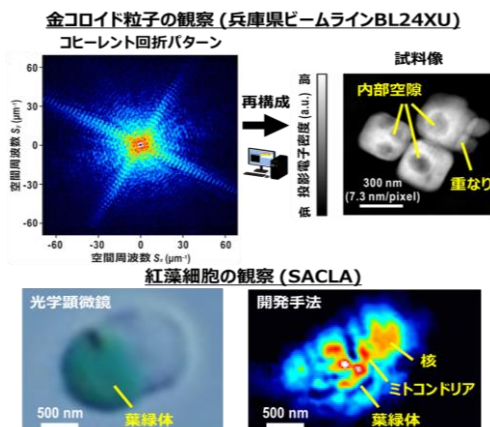 金コロイド粒子の観察 (兵庫県ビームラインBL24XU)
コヒーレント回折パターン
試料像
空間周波数 Sᵧ (μm⁻¹)
60
30
0
-30
-60
-60 -30 0 30 60
空間周波数 Sₓ (μm⁻¹)
再構成
高
投影電子密度 (a.u.)
低
内部空隙
重なり
300 nm
(7.3 nm/pixel)
紅藻細胞の観察 (SACLA)
光学顕微鏡
葉緑体
500 nm
開発手法
核
ミトコンドリア
葉緑体
500 nm